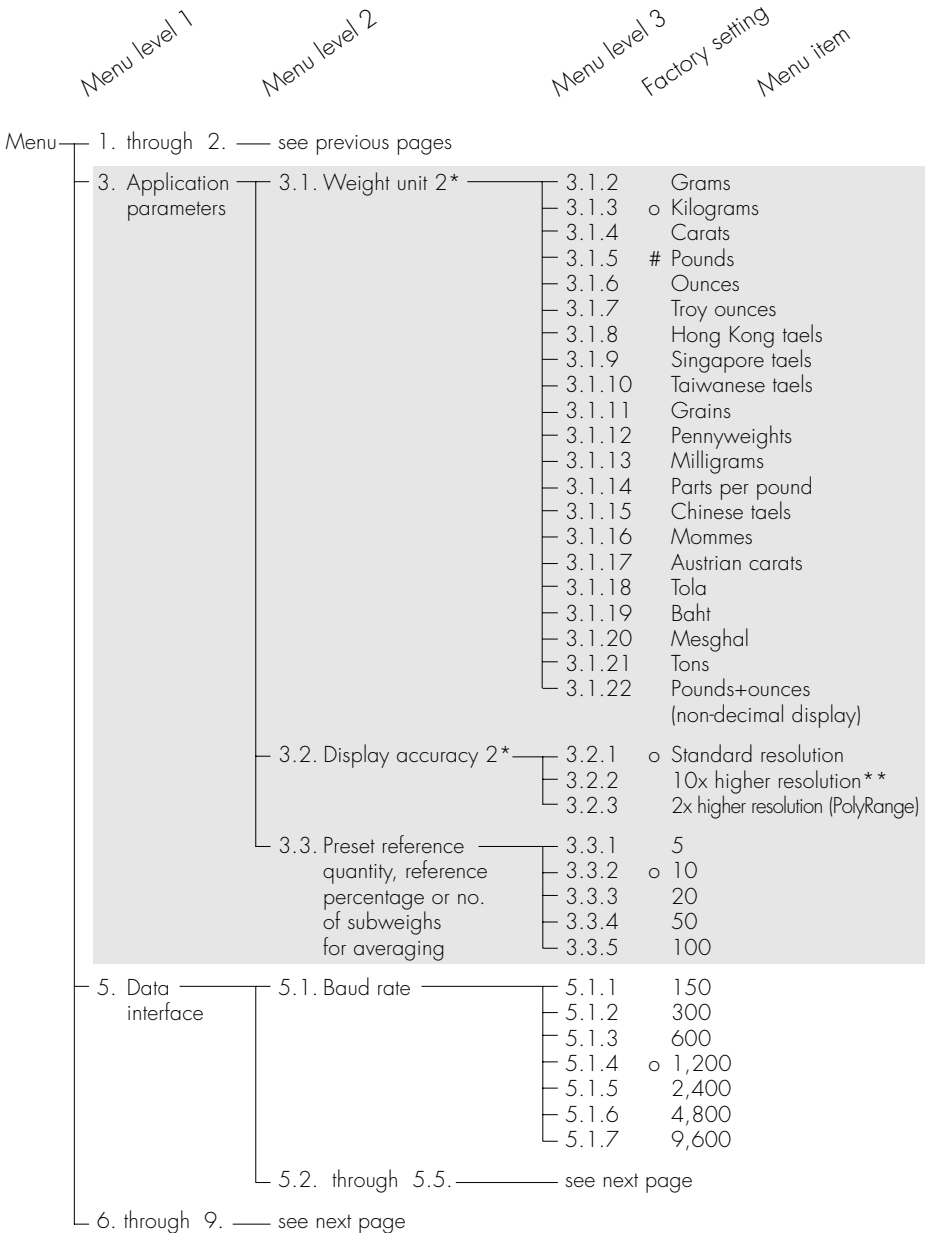 Menu level 1 Menu level 2 Menu level 3 Factory setting Menu item
Menu 1. through 2. see previous pages
3. Application 3.1. Weight unit 2* 3.1.2 Grams
parameters 3.1.3 o Kilograms
3.1.4 Carats
3.1.5 # Pounds
3.1.6 Ounces
3.1.7 Troy ounces
3.1.8 Hong Kong taels
3.1.9 Singapore taels
3.1.10 Taiwanese taels
3.1.11 Grains
3.1.12 Pennyweights
3.1.13 Milligrams
3.1.14 Parts per pound
3.1.15 Chinese taels
3.1.16 Mommes
3.1.17 Austrian carats
3.1.18 Tola
3.1.19 Baht
3.1.20 Mesghal
3.1.21 Tons
3.1.22 Pounds+ounces
(non-decimal display)
3.2. Display accuracy 2* 3.2.1 o Standard resolution
3.2.2 10x higher resolution**
3.2.3 2x higher resolution (PolyRange)
3.3. Preset reference 3.3.1 5
quantity, reference 3.3.2 o 10
percentage or no. 3.3.3 20
of subweighs 3.3.4 50
for averaging 3.3.5 100
5. Data 5.1. Baud rate 5.1.1 150
interface 5.1.2 300
5.1.3 600
5.1.4 o 1,200
5.1.5 2,400
5.1.6 4,800
5.1.7 9,600
5.2. through 5.5. see next page
6. through 9. see next page